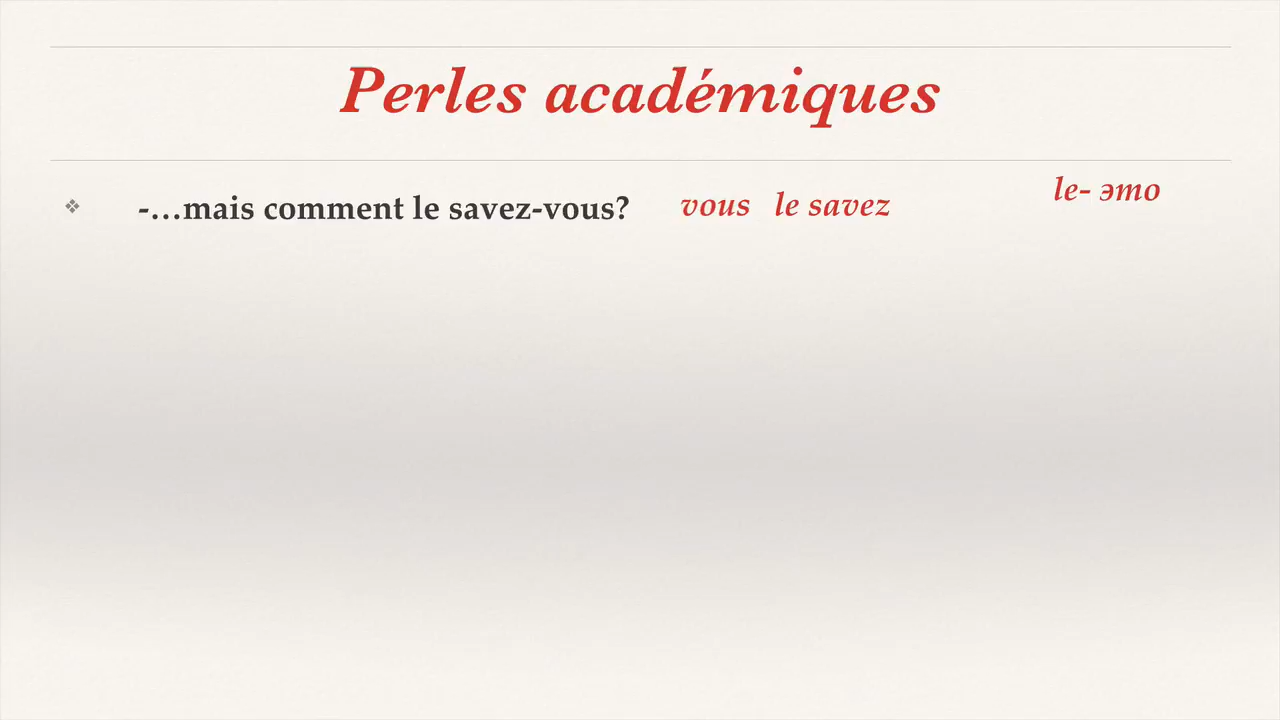 Perles académiques
-…mais comment le savez-vous? vous le savez le- это